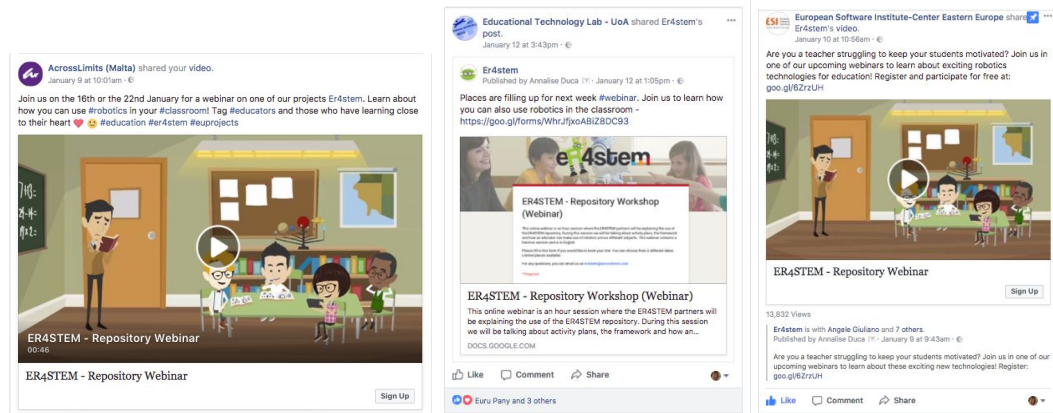 AcrossLimits (Malta) shared your video.
January 9 at 10:01am ·
Join us on the 16th or the 22nd January for a webinar on one of our projects Er4stem. Learn about
how you can use #robotics in your #classroom! Tag #educators and those who have learning close
to their heart ❤️ 😃 #education #er4stem #euprojects
ER4STEM - Repository Webinar
00:46
ER4STEM - Repository Webinar
Sign Up
Educational Technology Lab - UoA shared Er4stem's
post.
January 12 at 3:43pm ·
Er4stem
Published by Annalise Duca · January 12 at 1:05pm ·
Places are filling up for next week #webinar. Join us to learn how
you can also use robotics in the classroom -
https://goo.gl/forms/WhrJfjxoABiZ8DC93
er4stem
ER4STEM - Repository Workshop
(Webinar)
ER4STEM - Repository Workshop (Webinar)
This online webinar is an hour session where the ER4STEM partners will
be explaining the use of the ER4STEM repository. During this session
we will be talking about activity plans, the framework and how an...
DOCS.GOOGLE.COM
Like Comment Share
Euru Pany and 3 others
ESI
European Software Institute-Center Eastern Europe share
Er4stem's video.
January 10 at 10:56am ·
Are you a teacher struggling to keep your students motivated? Join us in
one of our upcoming webinars to learn about exciting robotics
technologies for education! Register and participate for free at:
goo.gl/6ZrzUH
ER4STEM - Repository Webinar
Sign Up
13,832 Views
Er4stem is with Angele Giuliano and 7 others.
Published by Annalise Duca · January 9 at 9:43am ·
Are you a teacher struggling to keep your students motivated? Join us in one of our
upcoming webinars to learn about these exciting new technologies! Register:
goo.gl/6ZrzUH
Like Comment Share